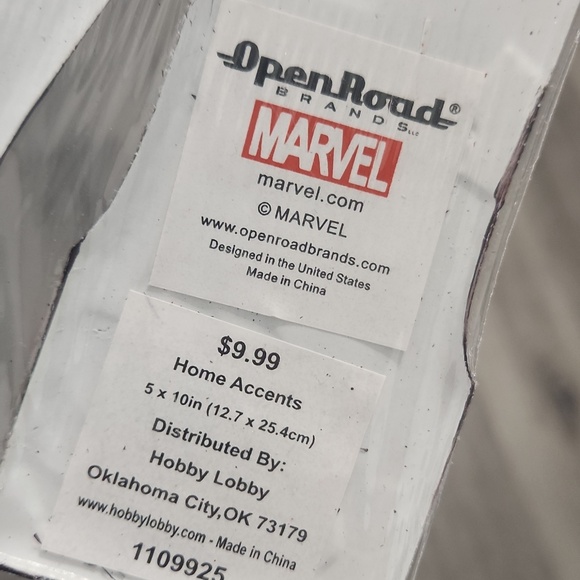 OpenRoad®
BRANDS LLC
MARVEL
marvel.com
© MARVEL
www.openroadbrands.com
Designed in the United States
Made in China
$9.99
Home Accents
5 x 10in (12.7 x 25.4cm)
Distributed By:
Hobby Lobby
Oklahoma City,OK 73179
www.hobbylobby.com - Made in China
1109925